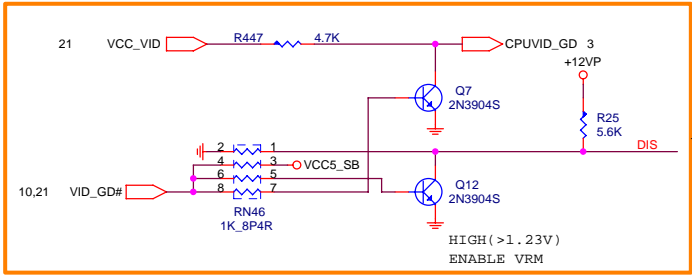 21 VCC_VID R447 4.7K CPUVID_GD 3
+12VP
Q7
2N3904S
R25
5.6K
DIS
2 1
4 3 VCC5_SB
6 5
10,21 VID_GD# 8 7
Q12
2N3904S
RN46
1K_8P4R
HIGH(>1.23V)
ENABLE VRM